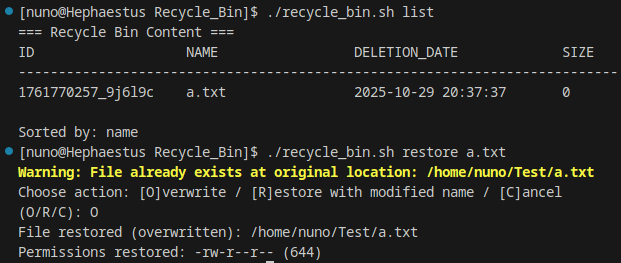 [nuno@Hephaestus Recycle_Bin]$ ./recycle_bin.sh list
=== Recycle Bin Content ===
ID NAME DELETION_DATE SIZE
--------------------------------------------------------------------------
1761770257_9j6l9c a.txt 2025-10-29 20:37:37 0
Sorted by: name
[nuno@Hephaestus Recycle_Bin]$ ./recycle_bin.sh restore a.txt
Warning: File already exists at original location: /home/nuno/Test/a.txt
Choose action: [O]verwrite / [R]estore with modified name / [C]ancel
(O/R/C): O
File restored (overwritten): /home/nuno/Test/a.txt
Permissions restored: -rw-r--r-- (644)